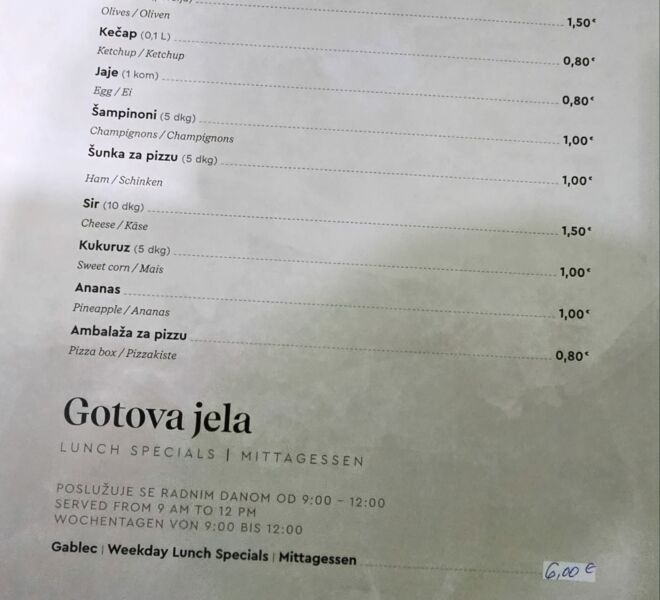 Olives / Oliven 1,50€
Kečap (0,1 L) 0,80€
Ketchup / Ketchup
Jaje (1 kom) 0,80€
Egg / Ei
Šampinoni (5 dkg) 1,00€
Champignons / Champignons
Šunka za pizzu (5 dkg) 1,00€
Ham / Schinken
Sir (10 dkg) 1,50€
Cheese / Käse
Kukuruz (5 dkg) 1,00€
Sweet corn / Mais
Ananas 1,00€
Pineapple / Ananas
Ambalaža za pizzu 0,80€
Pizza box / Pizzakiste
Gotova jela
LUNCH SPECIALS | MITTAGESSEN
POSLUŽUJE SE RADNIM DANOM OD 9:00 – 12:00
SERVED FROM 9 AM TO 12 PM
WOCHENTAGEN VON 9:00 BIS 12:00
Gablec | Weekday Lunch Specials | Mittagessen 6,00 €